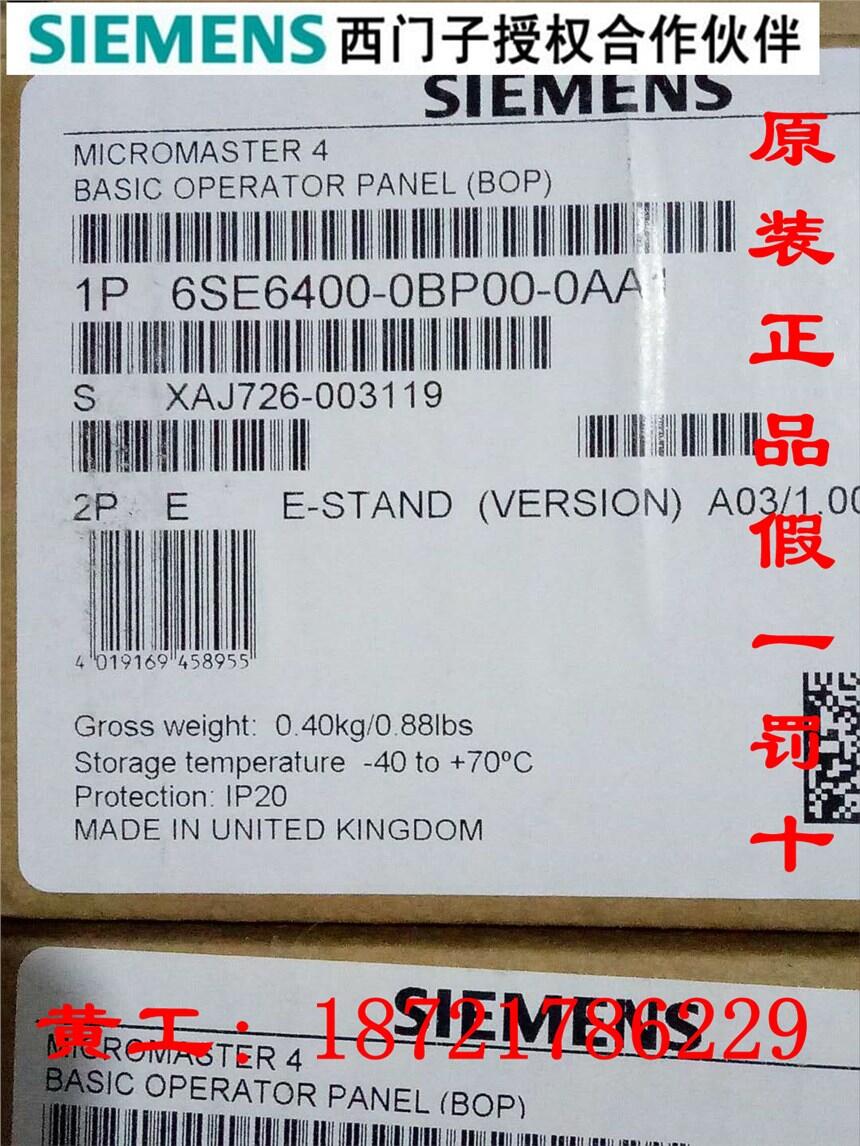 SIEMENS 西门子授权合作伙伴
SIEMENS
MICROMASTER 4
BASIC OPERATOR PANEL (BOP)
1P 6SE6400-0BP00-0AA1
S XAJ726-003119
2P E E-STAND (VERSION) A03/1.00
4 019169 458955
Gross weight: 0.40kg/0.88lbs
Storage temperature -40 to +70ºC
Protection: IP20
MADE IN UNITED KINGDOM
原装正品假一罚十
SIEMENS
黄工：18721786229
MICROMASTER 4
BASIC OPERATOR PANEL (BOP)